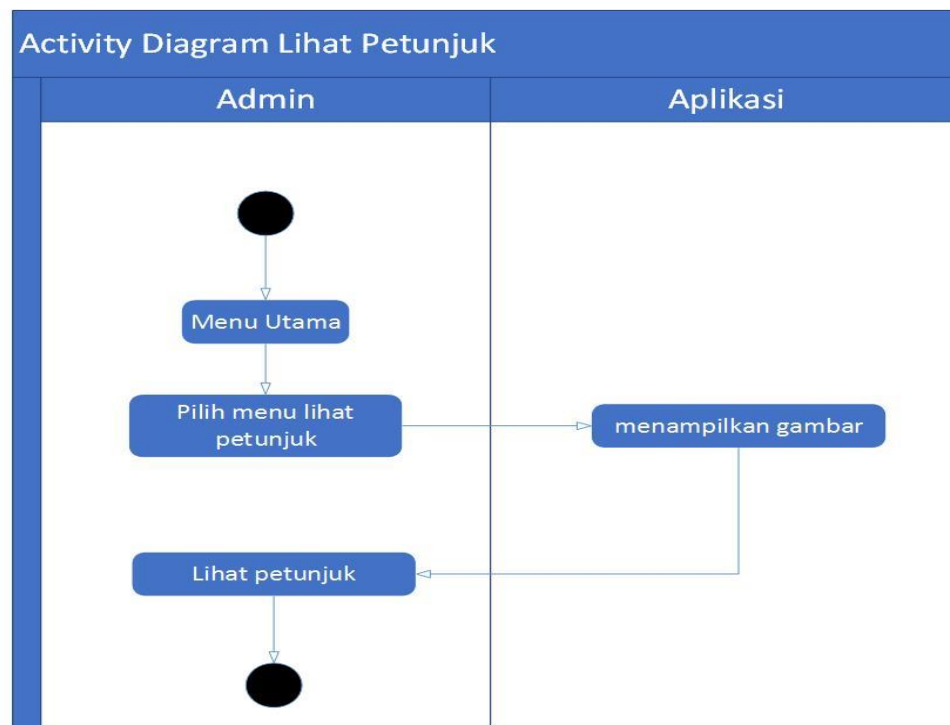 Activity Diagram Lihat Petunjuk
Admin
Aplikasi
Menu Utama
Pilih menu lihat
petunjuk
menampilkan gambar
Lihat petunjuk